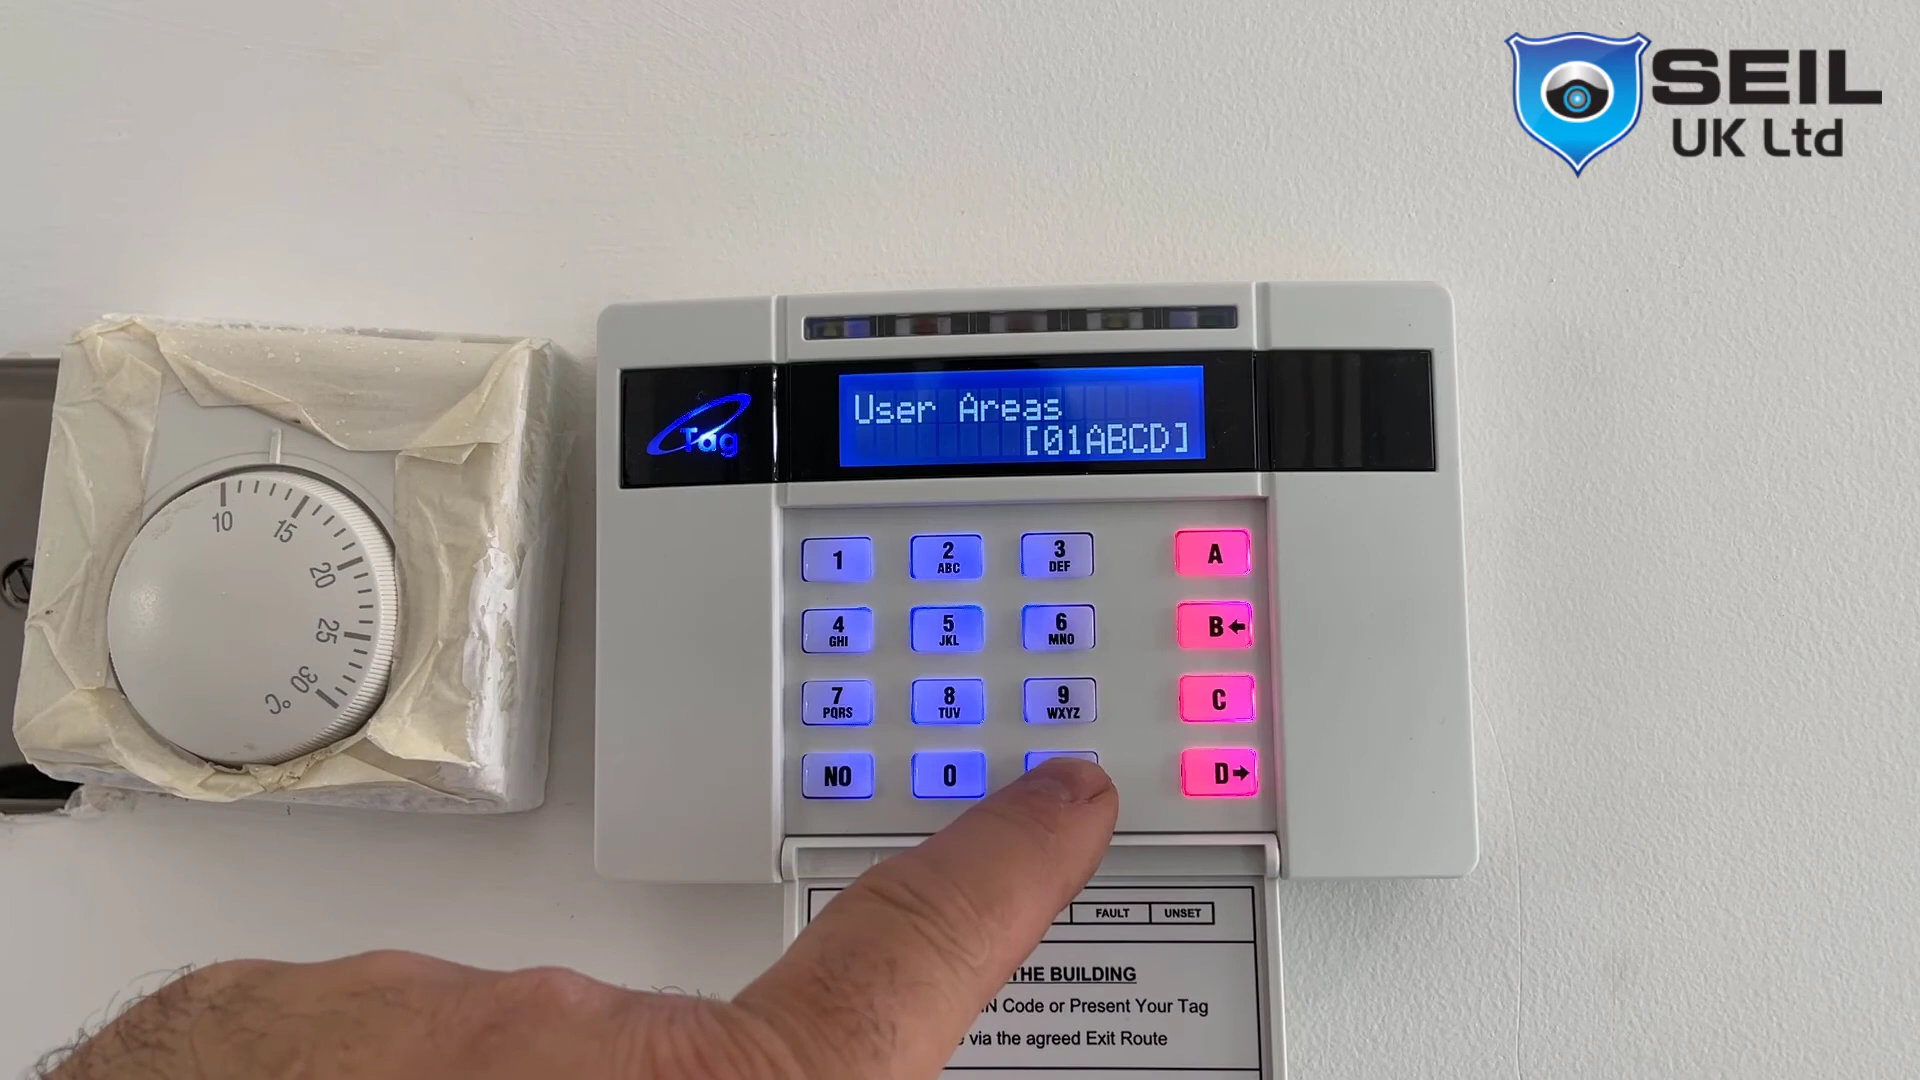 SEIL
UK Ltd
Tag
User Areas
[01ABCD]
10
15
20
25
30
°C
1
2
ABC
3
DEF
A
4
GHI
5
JKL
6
MNO
B
7
PQRS
8
TUV
9
WXYZ
C
NO
0
D
FAULT
UNSET
THE BUILDING
Code or Present Your Tag
via the agreed Exit Route